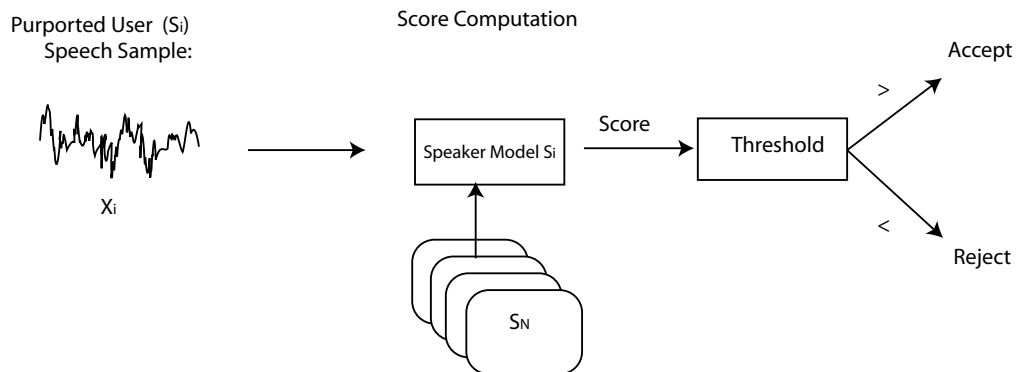 Purported User (Si)
Speech Sample:
Xi
Score Computation
Speaker Model Si
SN
Score
Threshold
>
Accept
<
Reject